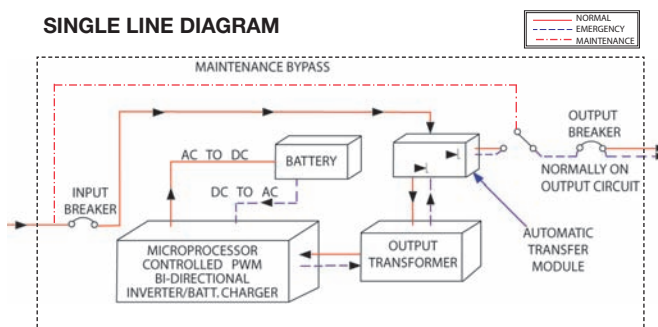 SINGLE LINE DIAGRAM
NORMAL
EMERGENCY
MAINTENANCE
MAINTENANCE BYPASS
OUTPUT
BREAKER
AC TO DC
BATTERY
DC TO AC
NORMALLY ON
OUTPUT CIRCUIT
INPUT
BREAKER
AUTOMATIC
TRANSFER
MODULE
MICROPROCESSOR
CONTROLLED PWM
BI-DIRECTIONAL
INVERTER/BATT. CHARGER
OUTPUT
TRANSFORMER